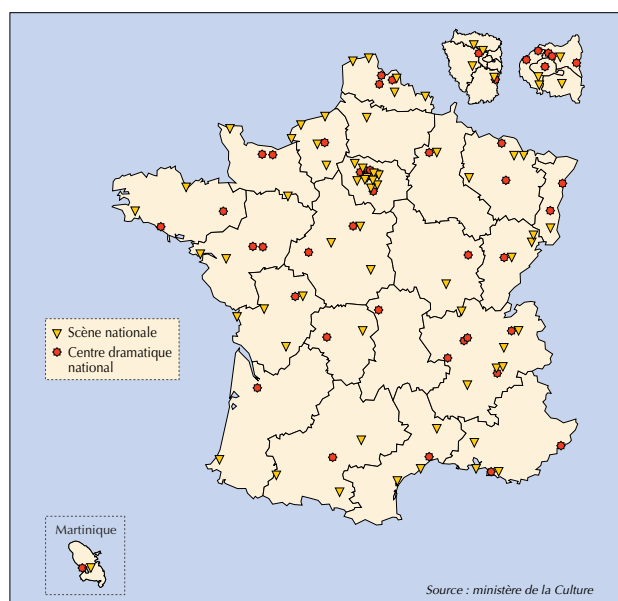 Scène nationale
Centre dramatique
national
Martinique
Source : ministère de la Culture